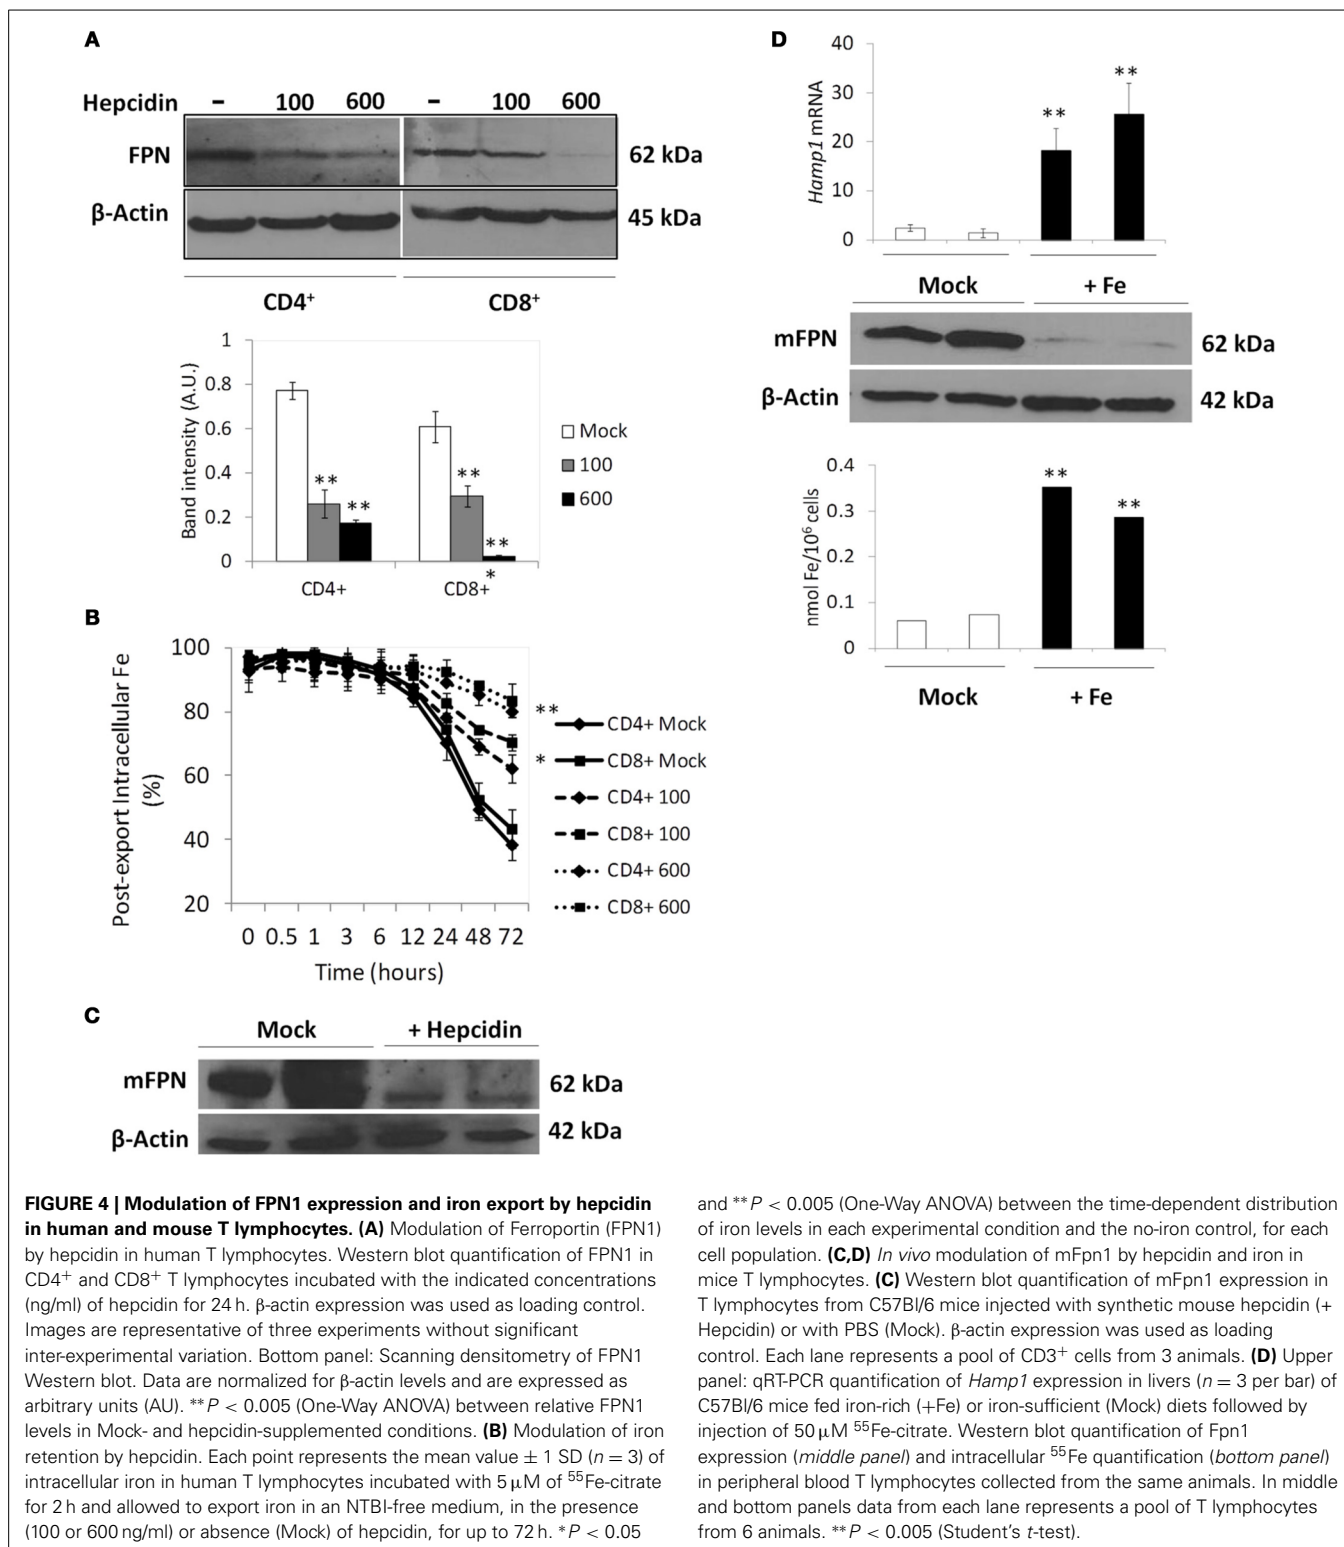 A
Hepcidin – 100 600 – 100 600
FPN 62 kDa
β-Actin 45 kDa
CD4⁺ CD8⁺
1
0.8
0.6
0.4
0.2
0
Band intensity (A.U.)
** ** ** **
*
CD4+ CD8+
Mock
100
600
B
100
80
60
40
20
Post-export Intracellular Fe
(%)
0 0.5 1 3 6 12 24 48 72
Time (hours)
**
*
CD4+ Mock
CD8+ Mock
CD4+ 100
CD8+ 100
CD4+ 600
CD8+ 600
C
Mock + Hepcidin
mFPN 62 kDa
β-Actin 42 kDa
D
40
30
20
10
0
Hamp1 mRNA
** **
Mock + Fe
mFPN 62 kDa
β-Actin 42 kDa
0.4
0.3
0.2
0.1
0
nmol Fe/10⁶ cells
** **
Mock + Fe
FIGURE 4 | Modulation of FPN1 expression and iron export by hepcidin
in human and mouse T lymphocytes. (A) Modulation of Ferroportin (FPN1)
by hepcidin in human T lymphocytes. Western blot quantification of FPN1 in
CD4⁺ and CD8⁺ T lymphocytes incubated with the indicated concentrations
(ng/ml) of hepcidin for 24 h. β-actin expression was used as loading control.
Images are representative of three experiments without significant
inter-experimental variation. Bottom panel: Scanning densitometry of FPN1
Western blot. Data are normalized for β-actin levels and are expressed as
arbitrary units (AU). **P < 0.005 (One-Way ANOVA) between relative FPN1
levels in Mock- and hepcidin-supplemented conditions. (B) Modulation of iron
retention by hepcidin. Each point represents the mean value ± 1 SD (n = 3) of
intracellular iron in human T lymphocytes incubated with 5 μM of ⁵⁵Fe-citrate
for 2 h and allowed to export iron in an NTBI-free medium, in the presence
(100 or 600 ng/ml) or absence (Mock) of hepcidin, for up to 72 h. *P < 0.05
and **P < 0.005 (One-Way ANOVA) between the time-dependent distribution
of iron levels in each experimental condition and the no-iron control, for each
cell population. (C,D) In vivo modulation of mFpn1 by hepcidin and iron in
mice T lymphocytes. (C) Western blot quantification of mFpn1 expression in
T lymphocytes from C57Bl/6 mice injected with synthetic mouse hepcidin (+
Hepcidin) or with PBS (Mock). β-actin expression was used as loading
control. Each lane represents a pool of CD3⁺ cells from 3 animals. (D) Upper
panel: qRT-PCR quantification of Hamp1 expression in livers (n = 3 per bar) of
C57Bl/6 mice fed iron-rich (+Fe) or iron-sufficient (Mock) diets followed by
injection of 50 μM ⁵⁵Fe-citrate. Western blot quantification of Fpn1
expression (middle panel) and intracellular ⁵⁵Fe quantification (bottom panel)
in peripheral blood T lymphocytes collected from the same animals. In middle
and bottom panels data from each lane represents a pool of T lymphocytes
from 6 animals. **P < 0.005 (Student's t-test).